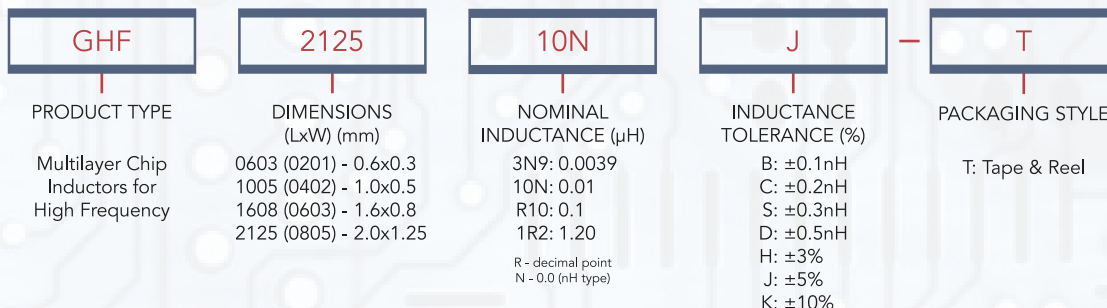 GHF 2125 10N J – T
PRODUCT TYPE
Multilayer Chip
Inductors for
High Frequency
DIMENSIONS
(LxW) (mm)
0603 (0201) - 0.6x0.3
1005 (0402) - 1.0x0.5
1608 (0603) - 1.6x0.8
2125 (0805) - 2.0x1.25
NOMINAL
INDUCTANCE (µH)
3N9: 0.0039
10N: 0.01
R10: 0.1
1R2: 1.20
R - decimal point
N - 0.0 (nH type)
INDUCTANCE
TOLERANCE (%)
B: ±0.1nH
C: ±0.2nH
S: ±0.3nH
D: ±0.5nH
H: ±3%
J: ±5%
K: ±10%
PACKAGING STYLE
T: Tape & Reel